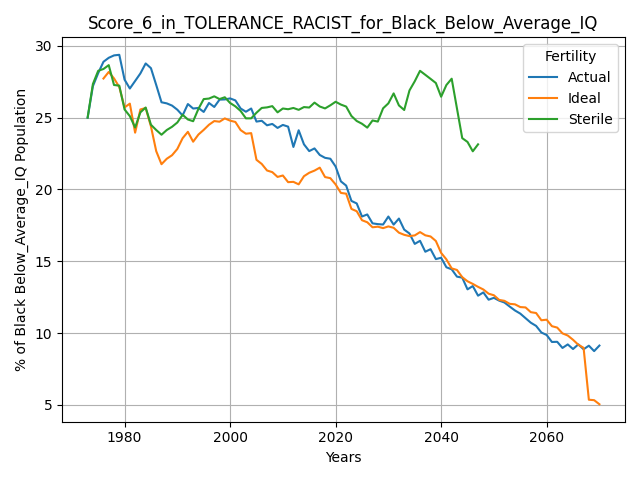 Score_6_in_TOLERANCE_RACIST_for_Black_Below_Average_IQ
% of Black Below_Average_IQ Population
30
25
20
15
10
5
Fertility
Actual
Ideal
Sterile
1980 2000 2020 2040 2060
Years